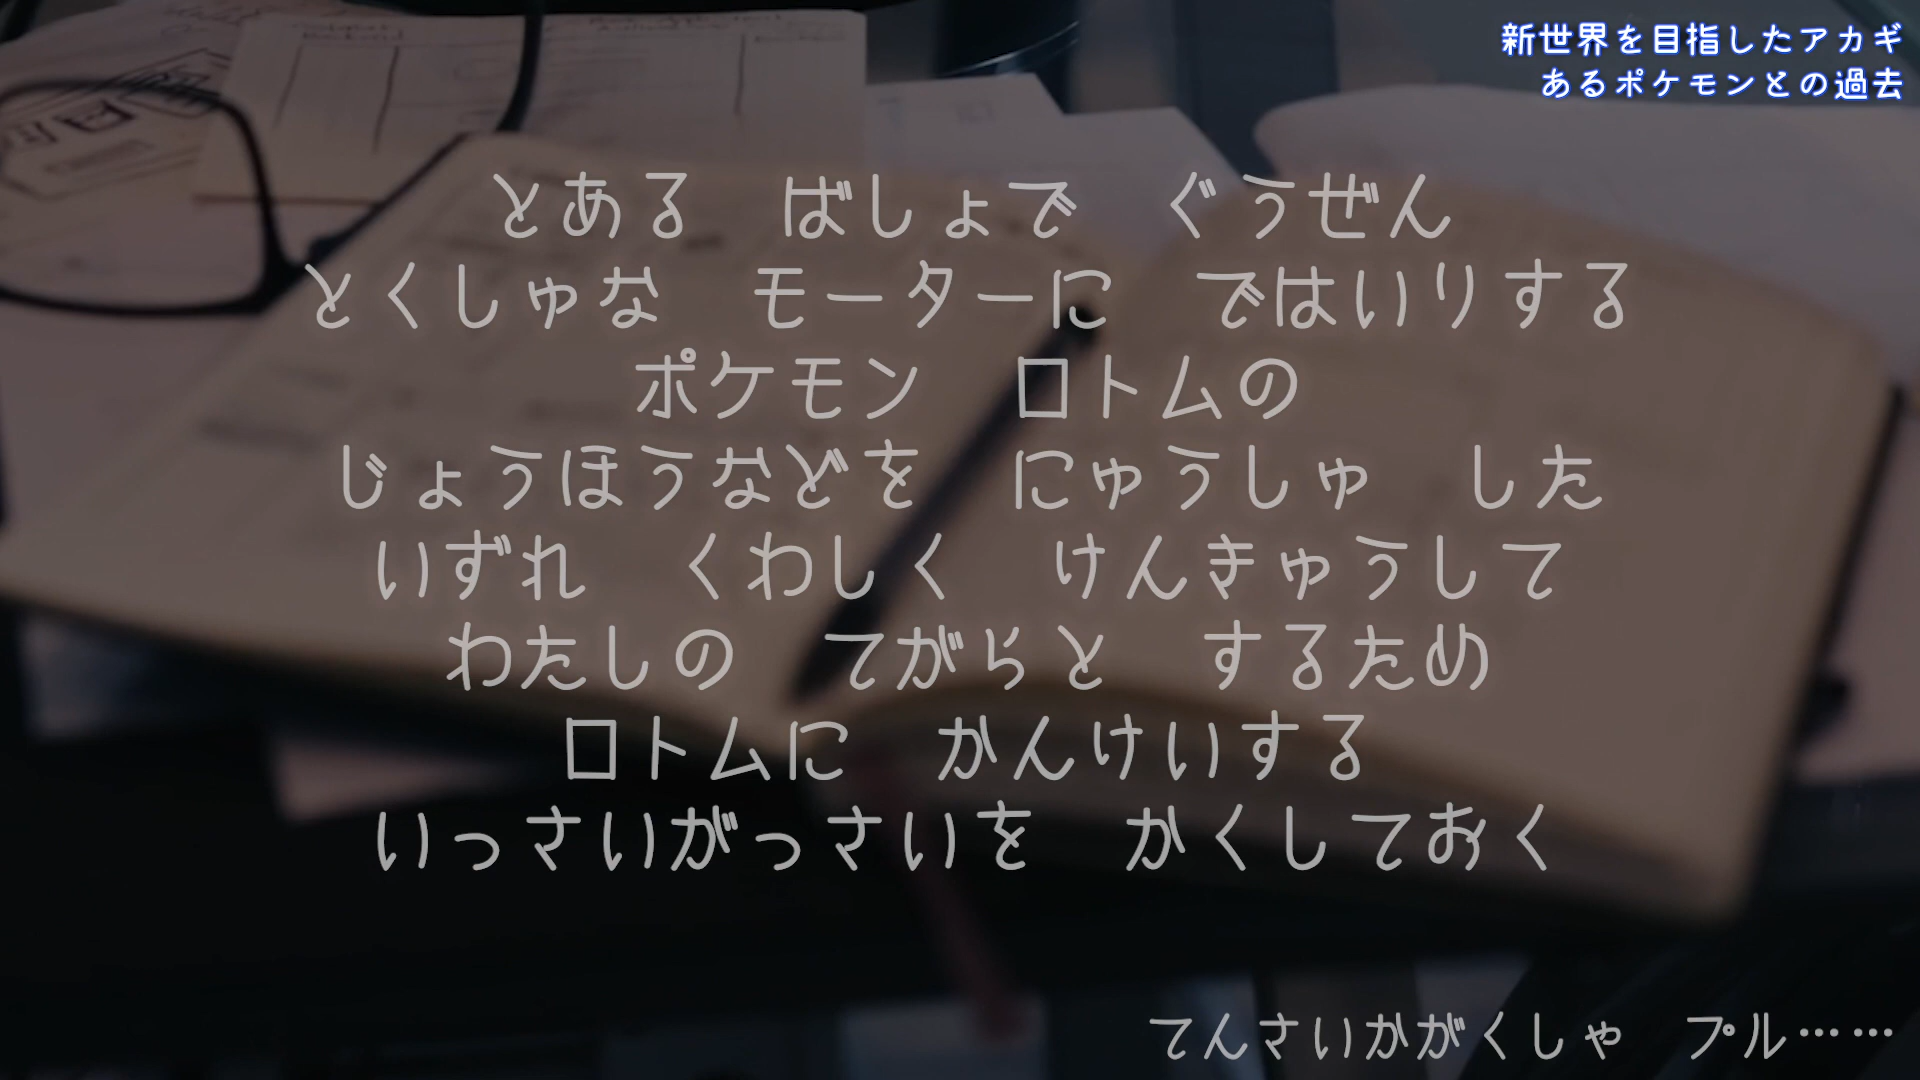 新世界を目指したアカギ
あるポケモンとの過去
とある　ばしょで　ぐうぜん
とくしゅな　モーターに　ではいりする
ポケモン　ロトムの
じょうほうなどを　にゅうしゅ　した
いずれ　くわしく　けんきゅうして
わたしの　てがらと　するため
ロトムに　かんけいする
いっさいがっさいを　かくしておく
てんさいかがくしゃ　プル……